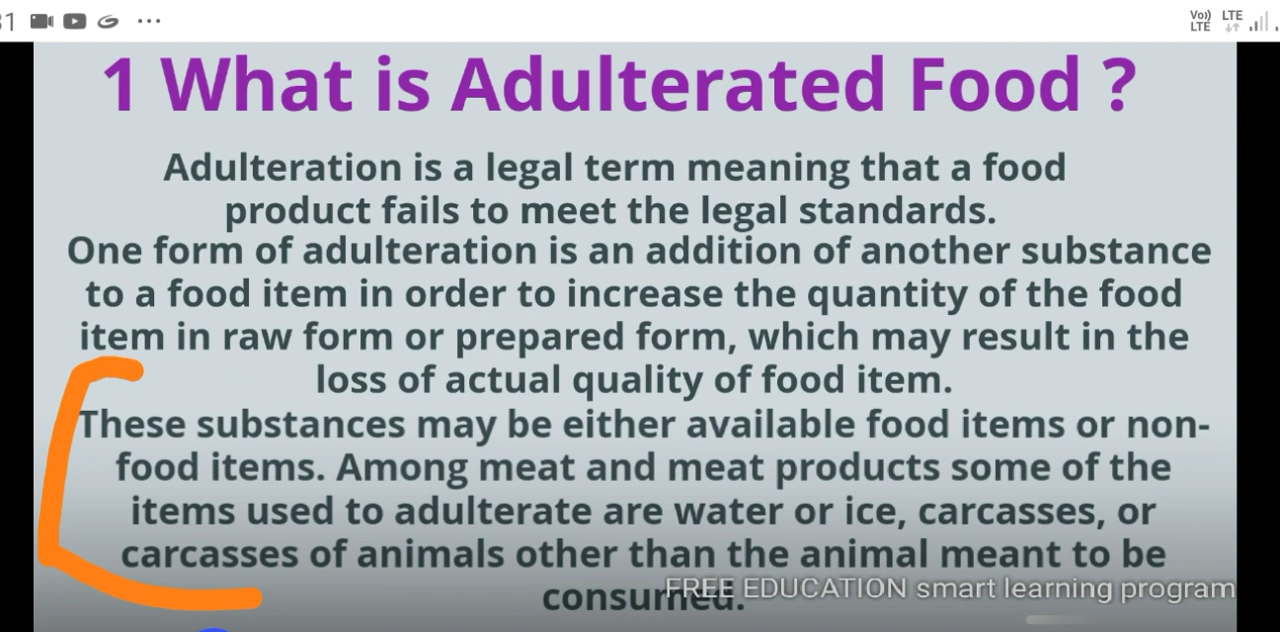 31
Vo))
LTE
LTE
1 What is Adulterated Food ?
Adulteration is a legal term meaning that a food
product fails to meet the legal standards.
One form of adulteration is an addition of another substance
to a food item in order to increase the quantity of the food
item in raw form or prepared form, which may result in the
loss of actual quality of food item.
These substances may be either available food items or non-
food items. Among meat and meat products some of the
items used to adulterate are water or ice, carcasses, or
carcasses of animals other than the animal meant to be
consumed.
FREE EDUCATION smart learning program